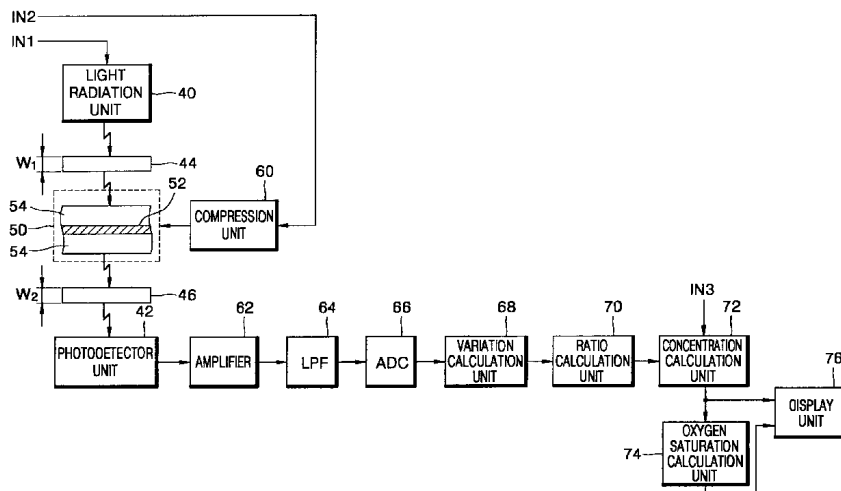 IN2
IN1
LIGHT
RADIATION
UNIT
40
W1
44
52
60
54
50
COMPRESSION
UNIT
54
W2
46
42
62
64
66
68
70
IN3
72
PHOTODETECTOR
UNIT
AMPLIFIER
LPF
ADC
VARIATION
CALCULATION
UNIT
RATIO
CALCULATION
UNIT
CONCENTRATION
CALCULATION
UNIT
76
DISPLAY
UNIT
74
OXYGEN
SATURATION
CALCULATION
UNIT